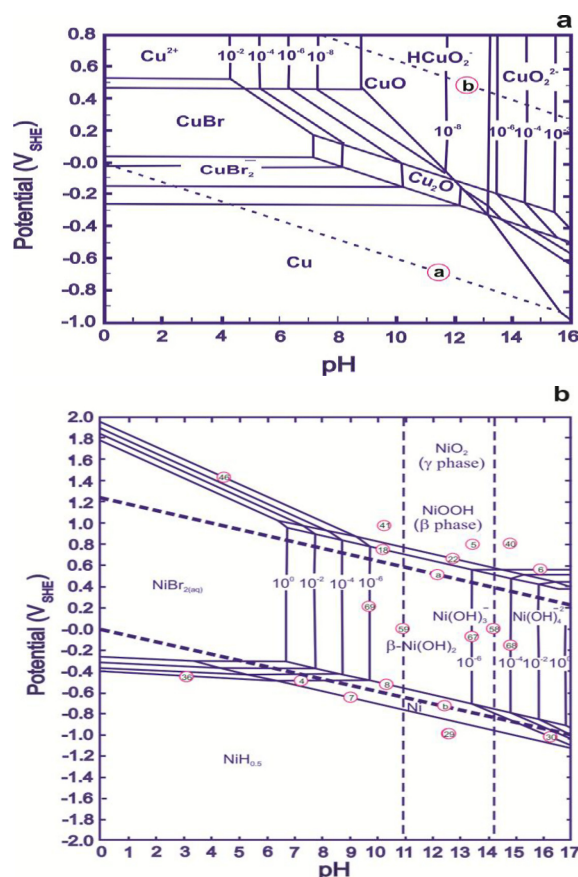 a
0.8
0.6
0.4
0.2
-0.0
-0.2
-0.4
-0.6
-0.8
-1.0
Potential (V_SHE)
Cu²⁺
10⁻²
10⁻⁴
10⁻⁶
10⁻⁸
CuO
HCuO₂⁻
CuO₂²⁻
b
10⁻⁸
10⁻⁶
10⁻⁴
CuBr
CuBr₂⁻
Cu₂O
Cu
a
0 2 4 6 8 10 12 14 16
pH
b
2.0
1.8
1.6
1.4
1.2
1.0
0.8
0.6
0.4
0.2
-0.0
-0.2
-0.4
-0.6
-0.8
-1.0
-1.2
-1.4
-1.6
-1.8
-2.0
Potential (V_SHE)
NiO₂
(γ phase)
46
NiOOH
(β phase)
41
5
40
18
22
a
6
NiBr₂(aq)
10⁰
10⁻²
10⁻⁴
10⁻⁶
69
59
β-Ni(OH)₂
Ni(OH)₃⁻
67
58
68
Ni(OH)₄⁻²
10⁻⁶
10⁻⁴
10⁻²
10⁰
36
4
8
7
Ni
b
29
30
NiH₀.₅
0 1 2 3 4 5 6 7 8 9 10 11 12 13 14 15 16 17
pH